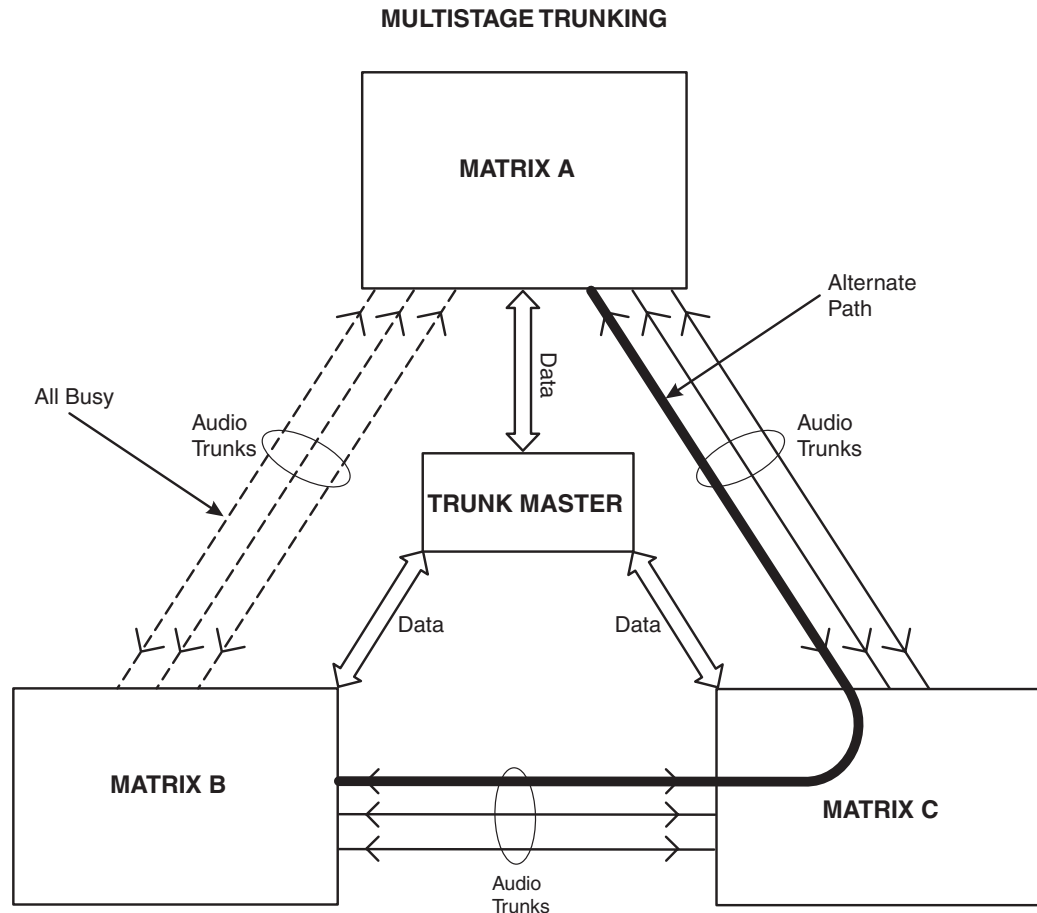 MULTISTAGE TRUNKING
MATRIX A
Alternate
Path
Data
All Busy
Audio
Trunks
Audio
Trunks
TRUNK MASTER
Data
Data
MATRIX B
MATRIX C
Audio
Trunks